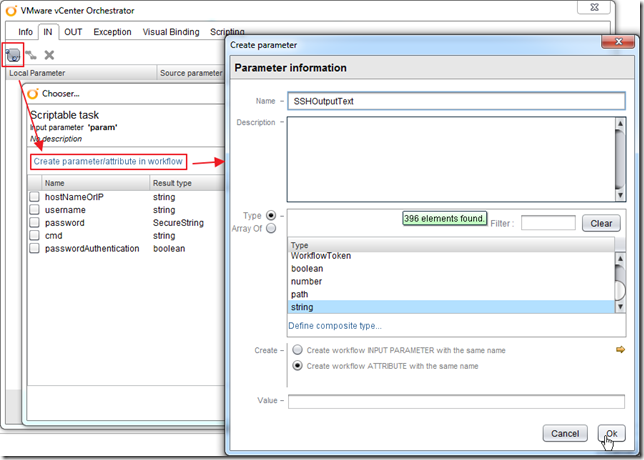 VMware vCenter Orchestrator
Info IN OUT Exception Visual Binding Scripting
Local Parameter Source parameter
Chooser...
Scriptable task
Input parameter 'param'
No description
Create parameter/attribute in workflow
Name Result type
hostNameOrIP string
username string
password SecureString
cmd string
passwordAuthentication boolean
Create parameter
Parameter information
Name SSHOutputText
Description
Type
Array Of
396 elements found.
Filter :
Clear
Type
WorkflowToken
boolean
number
path
string
Define composite type...
Create
Create workflow INPUT PARAMETER with the same name
Create workflow ATTRIBUTE with the same name
Value
Cancel
Ok